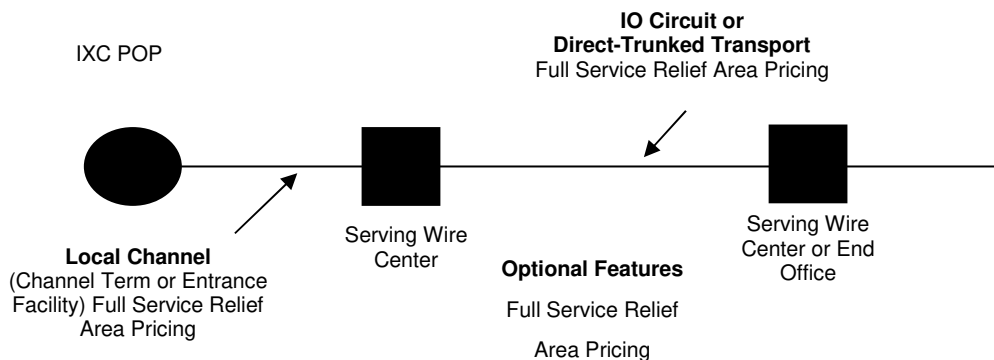 IO Circuit or
Direct-Trunked Transport
Full Service Relief Area Pricing
IXC POP
Serving Wire
Center
Serving Wire
Center or End
Office
Local Channel
(Channel Term or Entrance
Facility) Full Service Relief
Area Pricing
Optional Features
Full Service Relief
Area Pricing